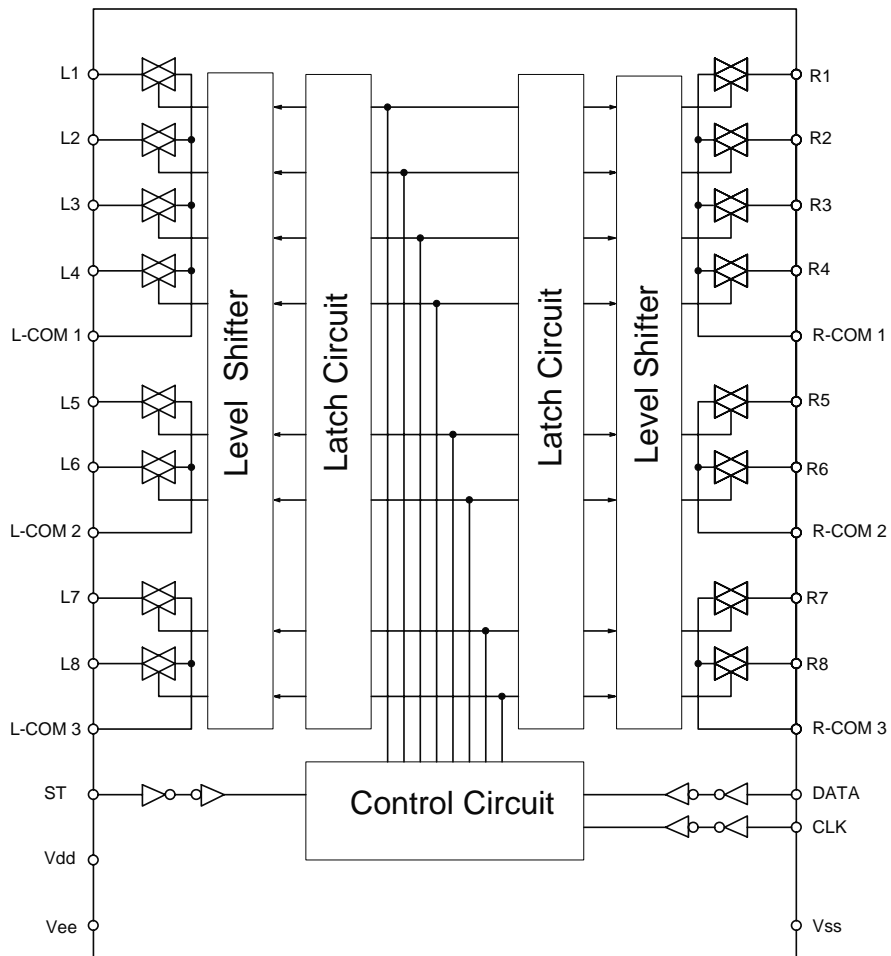 L1
L2
L3
L4
L-COM 1
L5
L6
L-COM 2
L7
L8
L-COM 3
ST
Vdd
Vee
Level Shifter
Latch Circuit
Latch Circuit
Level Shifter
Control Circuit
R1
R2
R3
R4
R-COM 1
R5
R6
R-COM 2
R7
R8
R-COM 3
DATA
CLK
Vss